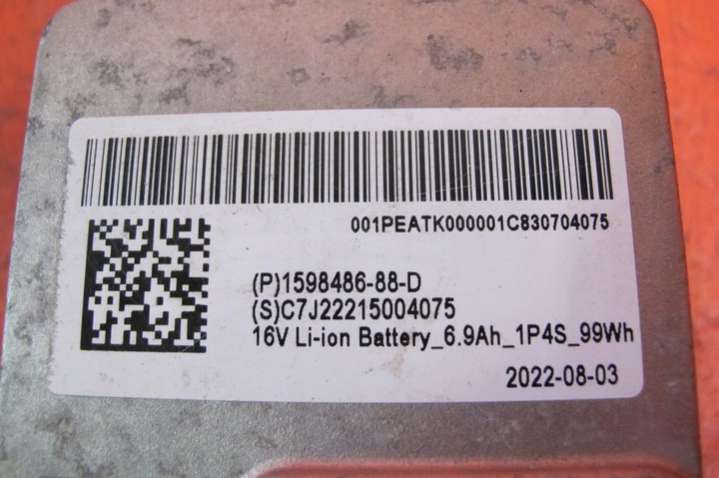 001PEATK000001C830704075
(P)1598486-88-D
(S)C7J22215004075
16V Li-ion Battery_6.9Ah_1P4S_99Wh
2022-08-03